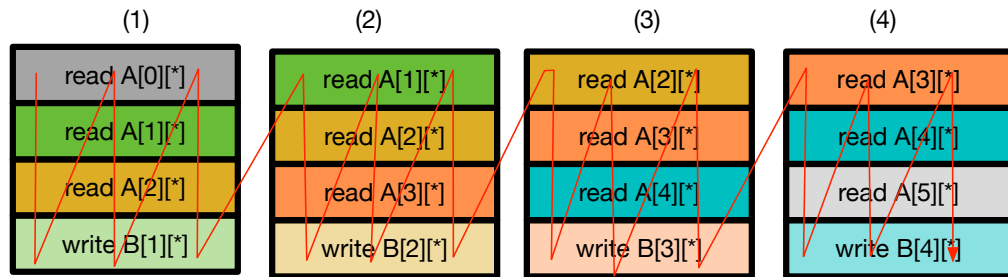 (1)
(2)
(3)
(4)
read A[0][*]
read A[1][*]
read A[2][*]
write B[1][*]
read A[1][*]
read A[2][*]
read A[3][*]
write B[2][*]
read A[2][*]
read A[3][*]
read A[4][*]
write B[3][*]
read A[3][*]
read A[4][*]
read A[5][*]
write B[4][*]